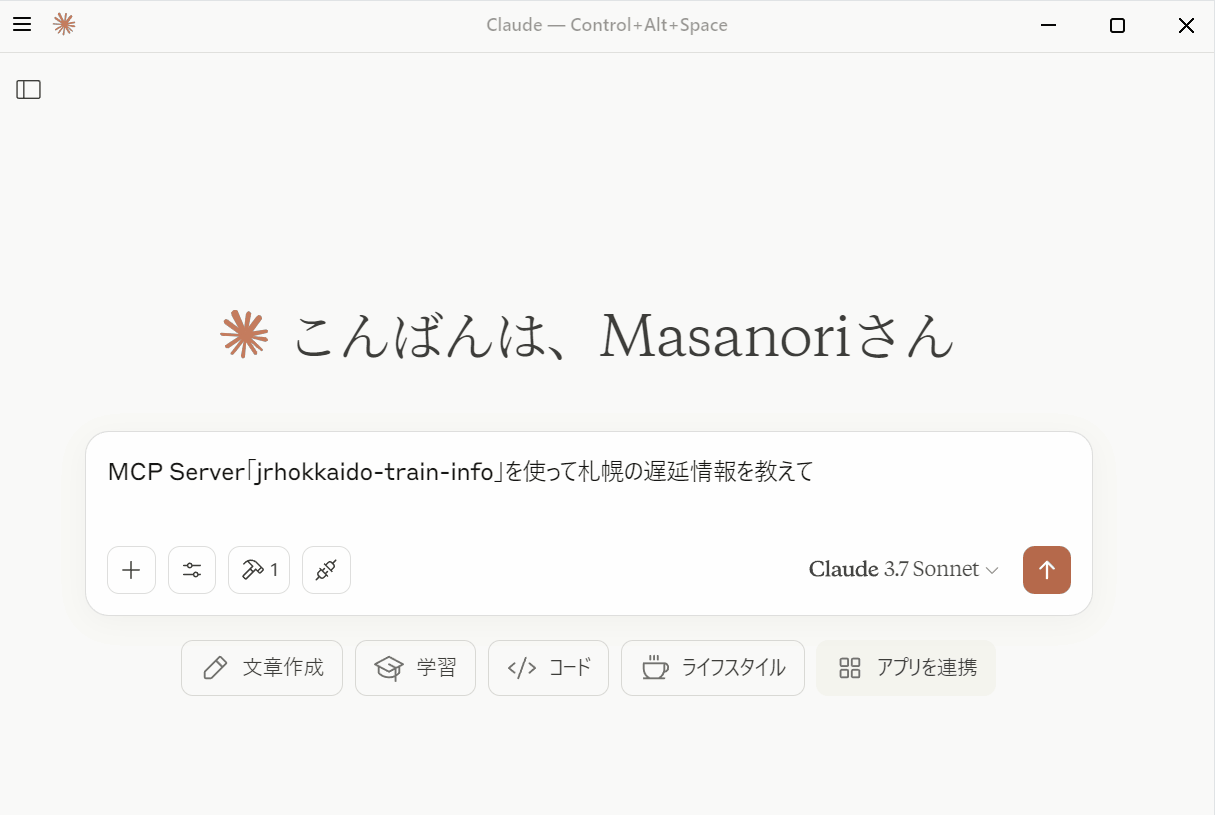 Claude — Control+Alt+Space
こんばんは、Masanoriさん
MCP Server「jrhokkaido-train-info」を使って札幌の遅延情報を教えて
1
Claude 3.7 Sonnet
文章作成
学習
コード
ライフスタイル
アプリを連携